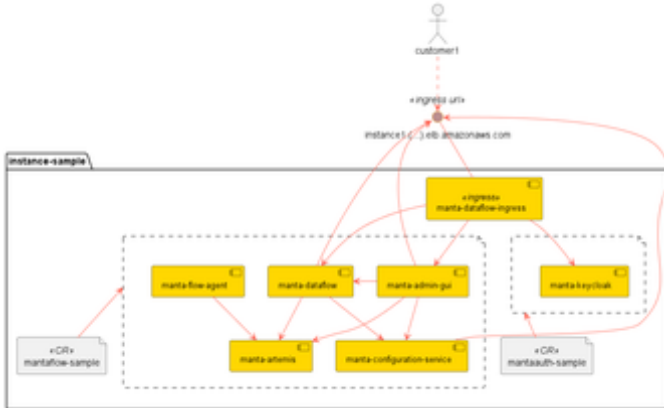 customer1
«ingress url»
instance1.(...).elb.amazonaws.com
instance-sample
«ingress»
manta-dataflow-ingress
manta-flow-agent
manta-dataflow
manta-admin-gui
manta-keycloak
«CR»
mantaflow-sample
manta-artemis
manta-configuration-service
«CR»
mantaauth-sample